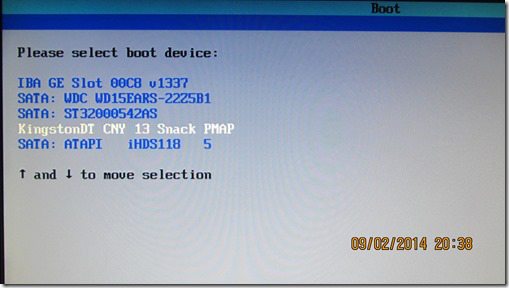 Boot
Please select boot device:
IBA GE Slot 00C8 v1337
SATA: WDC WD15EARS-22Z5B1
SATA: ST32000542AS
KingstonDT CNY 13 Snack PMAP
SATA: ATAPI iHDS118 5
↑ and ↓ to move selection
09/02/2014 20:38